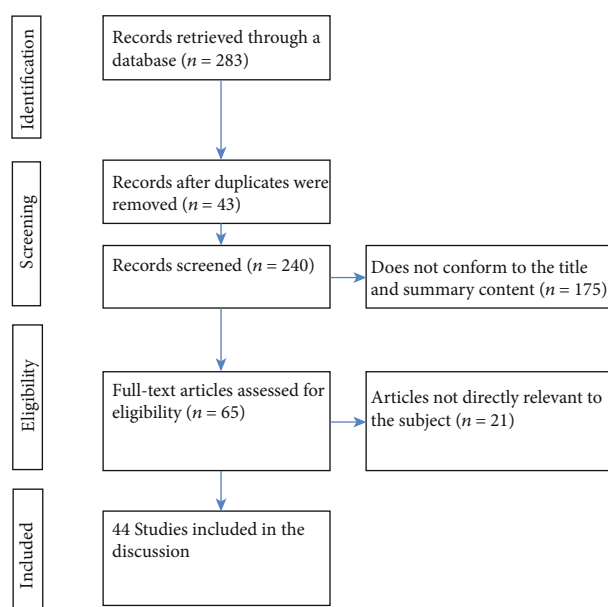 Identification
Records retrieved through a
database (n = 283)
Screening
Records after duplicates were
removed (n = 43)
Records screened (n = 240)
Does not conform to the title
and summary content (n = 175)
Eligibility
Full-text articles assessed for
eligibility (n = 65)
Articles not directly relevant to
the subject (n = 21)
Included
44 Studies included in the
discussion